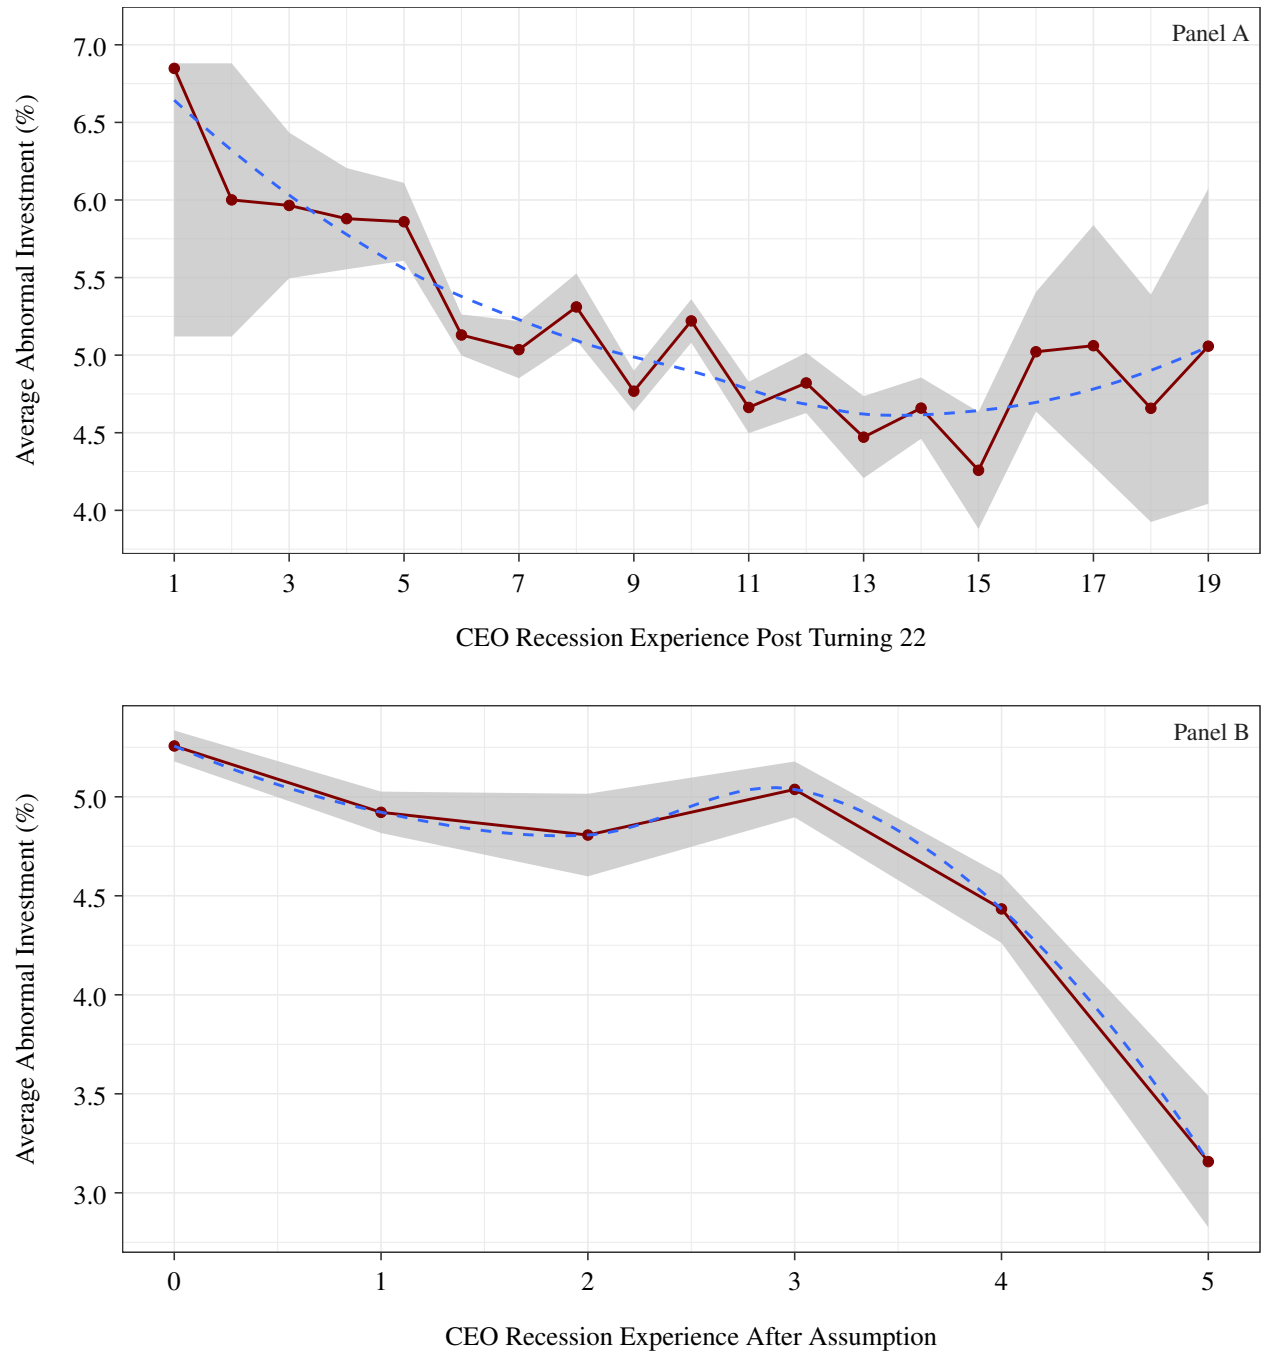 Panel A
Average Abnormal Investment (%)
7.0
6.5
6.0
5.5
5.0
4.5
4.0
1 3 5 7 9 11 13 15 17 19
CEO Recession Experience Post Turning 22
Panel B
Average Abnormal Investment (%)
5.0
4.5
4.0
3.5
3.0
0 1 2 3 4 5
CEO Recession Experience After Assumption